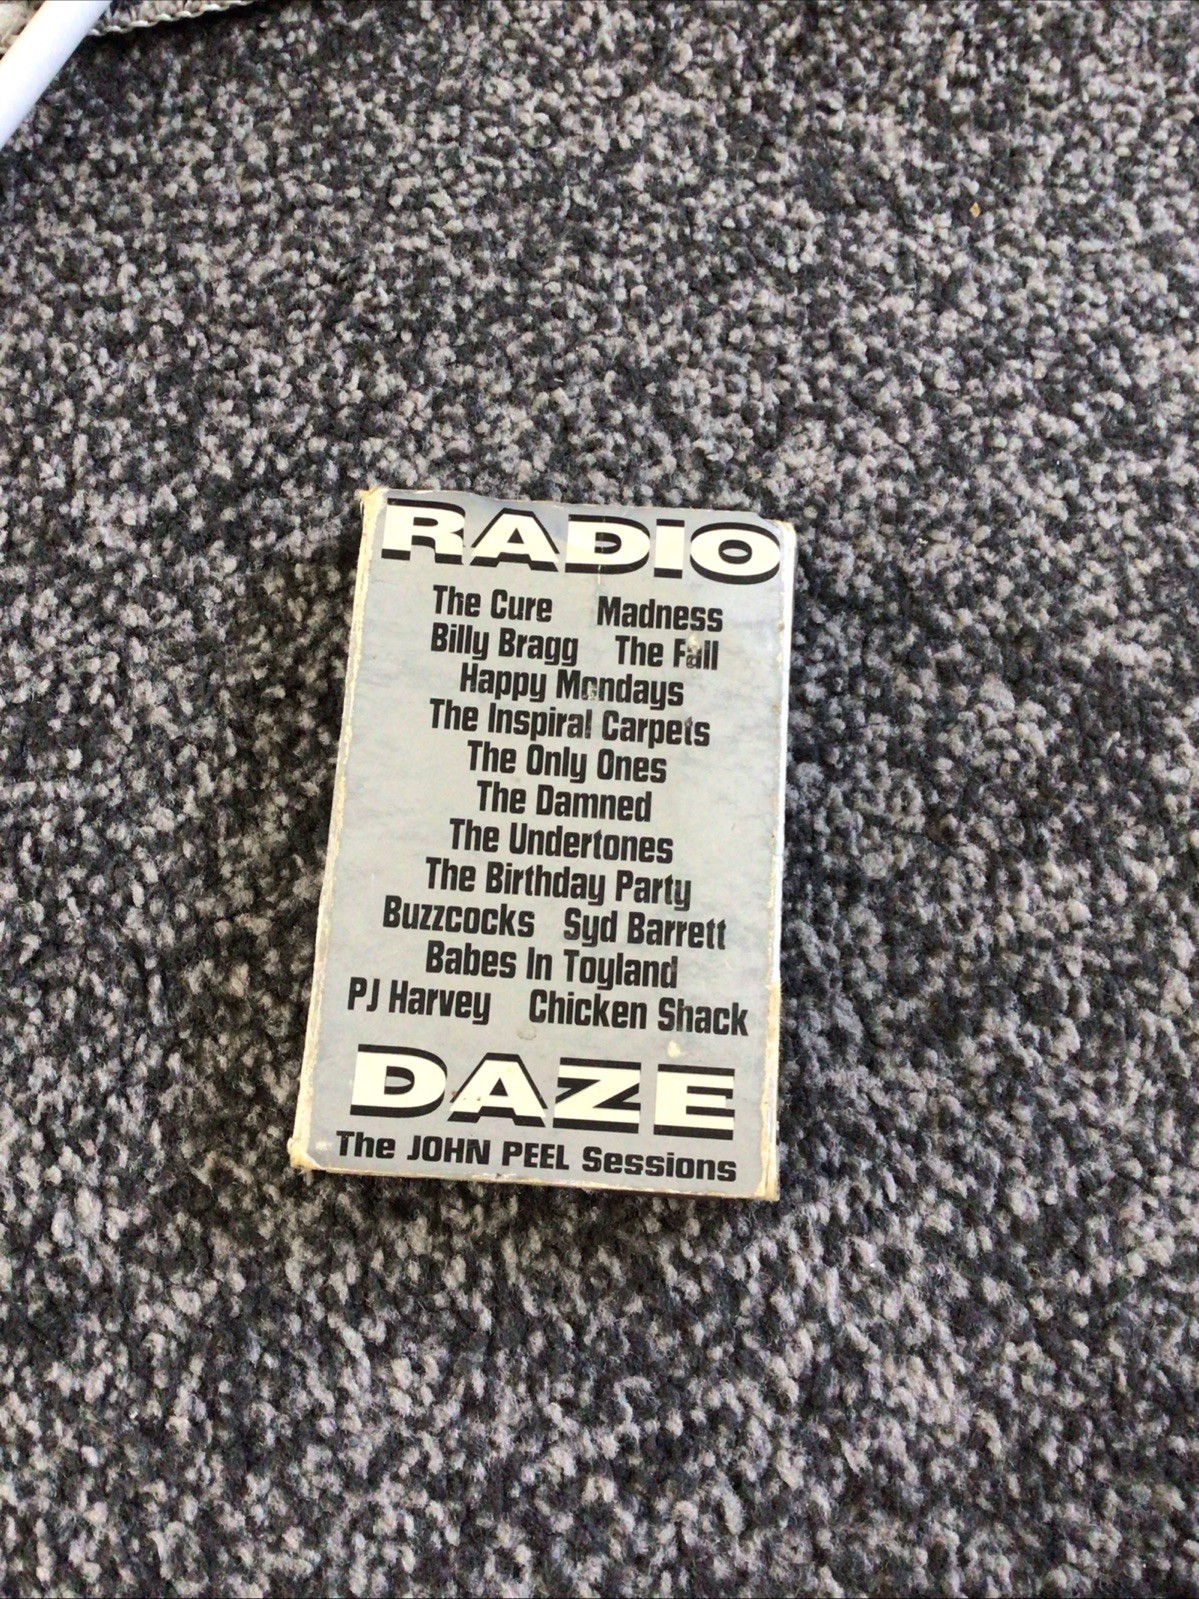 RADIO
The Cure Madness
Billy Bragg The Fall
Happy Mondays
The Inspiral Carpets
The Only Ones
The Damned
The Undertones
The Birthday Party
Buzzcocks Syd Barrett
Babes In Toyland
PJ Harvey Chicken Shack
DAZE
The JOHN PEEL Sessions